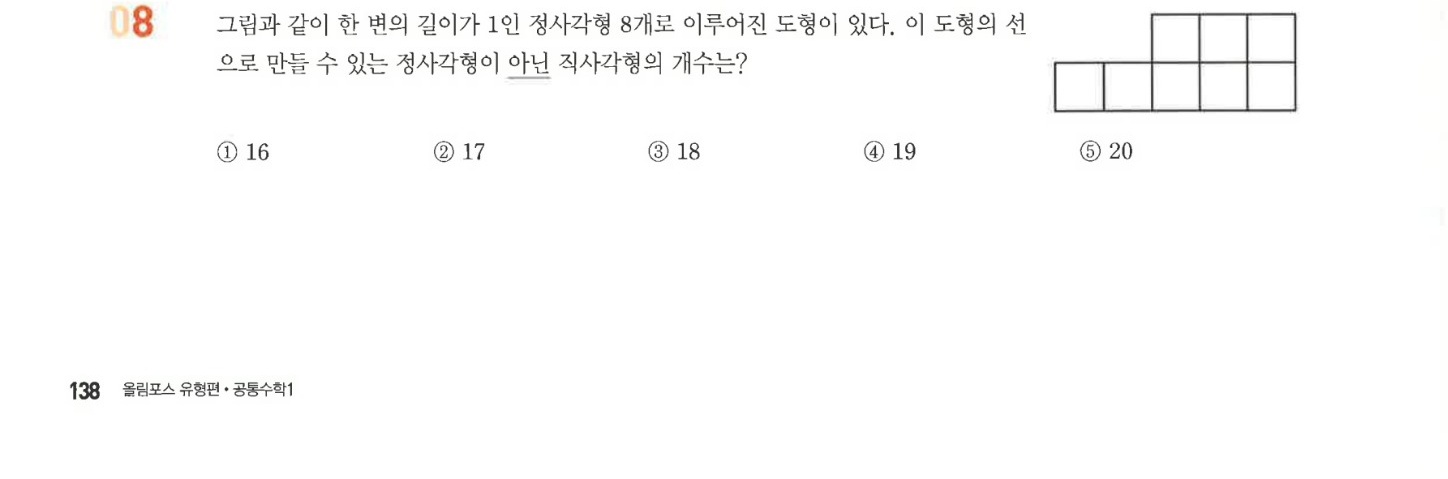 08
그림과 같이 한 변의 길이가 1인 정사각형 8개로 이루어진 도형이 있다. 이 도형의 선
으로 만들 수 있는 정사각형이 아닌 직사각형의 개수는?
① 16 ② 17 ③ 18 ④ 19 ⑤ 20
138 올림포스 유형편 • 공통수학1